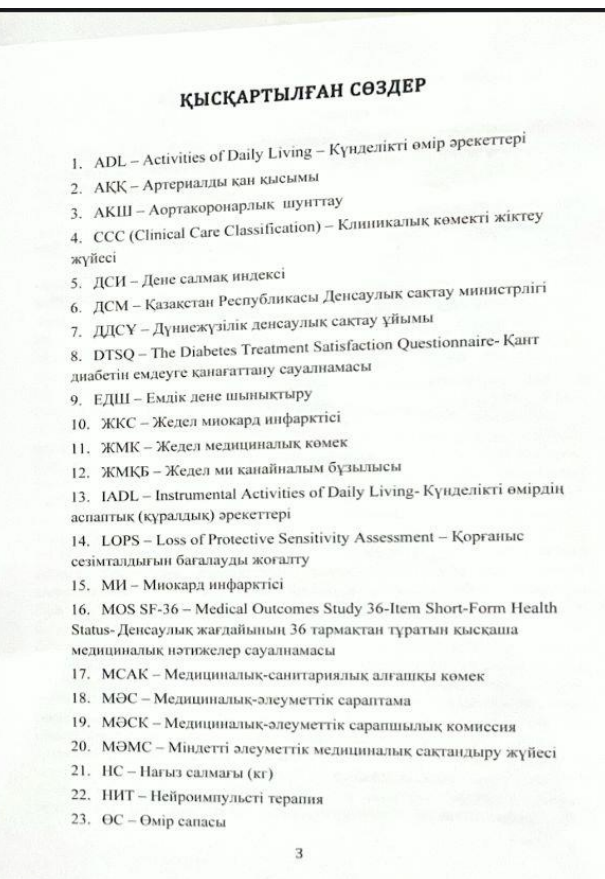 ҚЫСҚАРТЫЛҒАН СӨЗДЕР
1. ADL – Activities of Daily Living – Күнделікті өмір әрекеттері
2. АҚҚ – Артериалды қан қысымы
3. АКШ – Аортакоронарлық шунттау
4. CCC (Clinical Care Classification) – Клиникалық көмекті жіктеу
жүйесі
5. ДСИ – Дене салмақ индексі
6. ДСМ – Қазақстан Республикасы Денсаулық сақтау министрлігі
7. ДДСҰ – Дүниежүзілік денсаулық сақтау ұйымы
8. DTSQ – The Diabetes Treatment Satisfaction Questionnaire- Қант
диабетін емдеуге қанағаттану сауалнамасы
9. ЕДШ – Емдік дене шынықтыру
10. ЖКС – Жедел миокард инфарктісі
11. ЖМК – Жедел медициналық көмек
12. ЖМҚБ – Жедел ми қанайналым бұзылысы
13. IADL – Instrumental Activities of Daily Living- Күнделікті өмірдің
аспаптық (құралдық) әрекеттері
14. LOPS – Loss of Protective Sensitivity Assessment – Қорғаныс
сезімталдығын бағалауды жоғалту
15. МИ – Миокард инфарктісі
16. MOS SF-36 – Medical Outcomes Study 36-Item Short-Form Health
Status- Денсаулық жағдайының 36 тармақтан тұратын қысқаша
медициналық нәтижелер сауалнамасы
17. МСАК – Медициналық-санитариялық алғашқы көмек
18. МӘС – Медициналық-әлеуметтік сараптама
19. МӘСК – Медициналық-әлеуметтік сарапшылық комиссия
20. МӘМС – Міндетті әлеуметтік медициналық сақтандыру жүйесі
21. НС – Нағыз салмағы (кг)
22. НИТ – Нейроимпульсті терапия
23. ӨС – Өмір сапасы
3